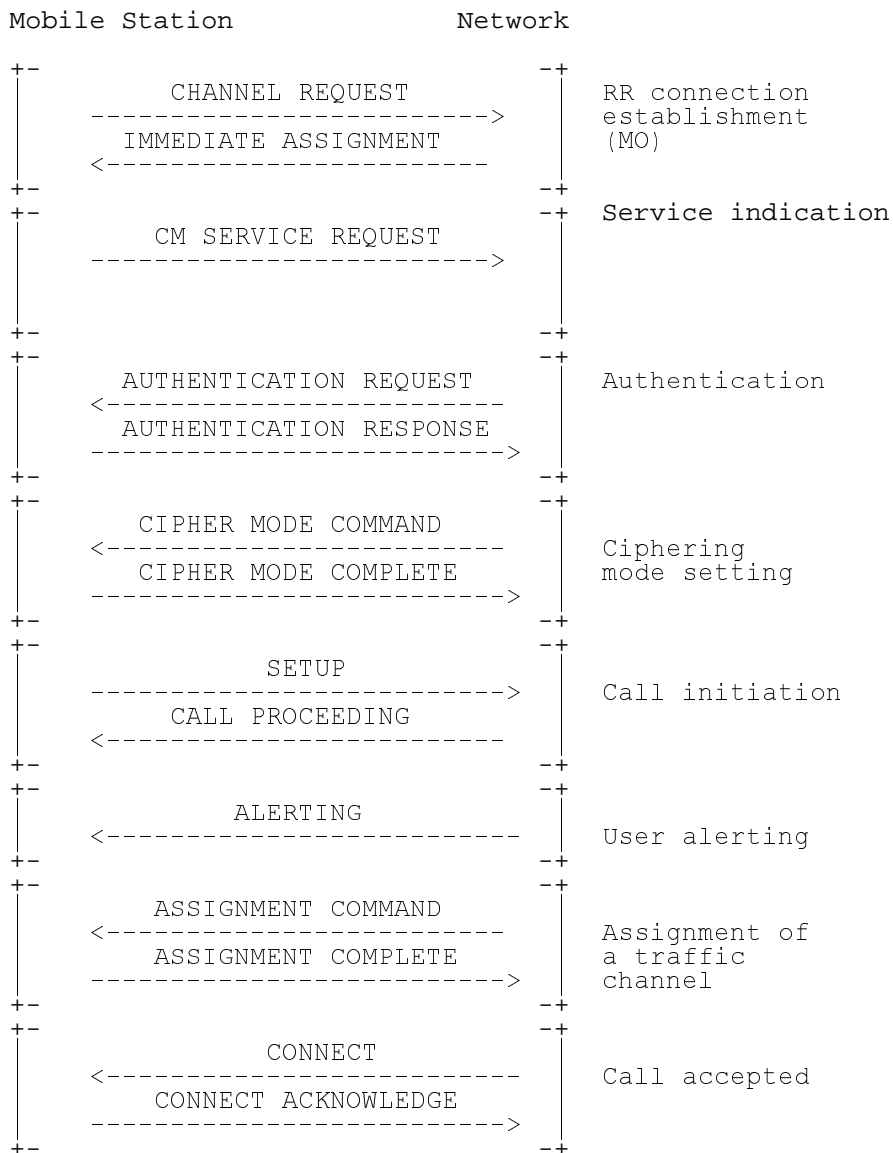 Mobile Station Network
CHANNEL REQUEST RR connection
establishment
IMMEDIATE ASSIGNMENT (MO)
Service indication
CM SERVICE REQUEST
AUTHENTICATION REQUEST Authentication
AUTHENTICATION RESPONSE
CIPHER MODE COMMAND
Ciphering
CIPHER MODE COMPLETE mode setting
SETUP
Call initiation
CALL PROCEEDING
ALERTING
User alerting
ASSIGNMENT COMMAND
Assignment of
ASSIGNMENT COMPLETE a traffic
channel
CONNECT
Call accepted
CONNECT ACKNOWLEDGE